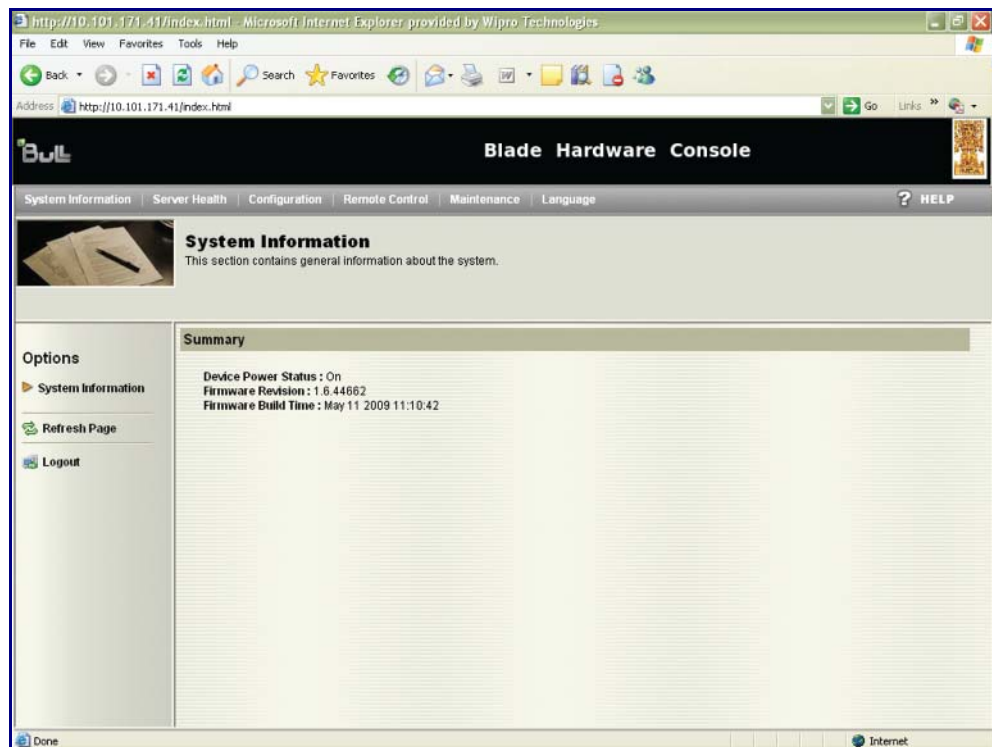 http://10.101.171.41/index.html - Microsoft Internet Explorer provided by Wipro Technologies
File Edit View Favorites Tools Help
Back Search Favorites
Address http://10.101.171.41/index.html Go Links »
Bull Blade Hardware Console
System Information | Server Health | Configuration | Remote Control | Maintenance | Language ? HELP
System Information
This section contains general information about the system.
Options
System Information
Refresh Page
Logout
Summary
Device Power Status : On
Firmware Revision : 1.6.44662
Firmware Build Time : May 11 2009 11:10:42
Done Internet